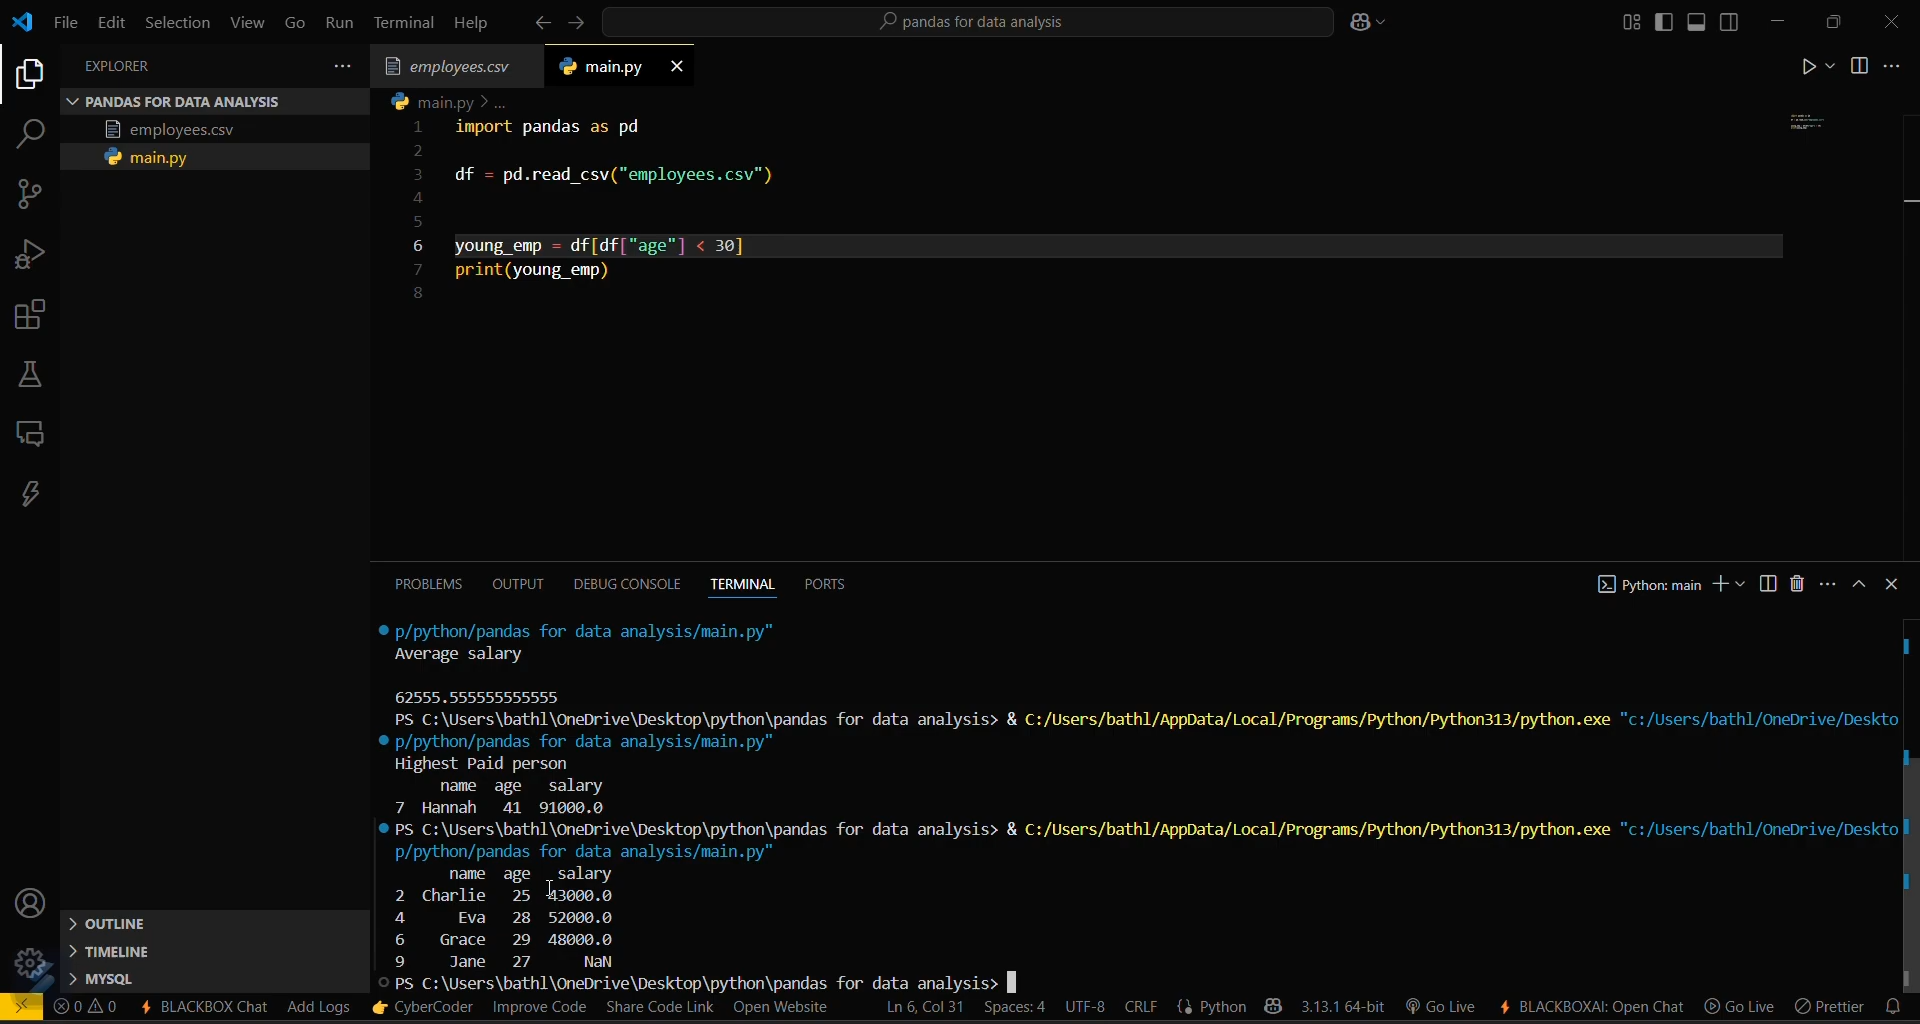 File Edit Selection View Go Run Terminal Help
pandas for data analysis
EXPLORER
employees.csv
main.py
PANDAS FOR DATA ANALYSIS
employees.csv
main.py
main.py > ...
1 import pandas as pd
2
3 df = pd.read_csv("employees.csv")
4
5
6 young_emp = df[df["age"] < 30]
7 print(young_emp)
8
PROBLEMS OUTPUT DEBUG CONSOLE TERMINAL PORTS
Python: main
p/python/pandas for data analysis/main.py"
Average salary
62555.555555555555
PS C:\Users\bathl\OneDrive\Desktop\python\pandas for data analysis> & C:/Users/bathl/AppData/Local/Programs/Python/Python313/python.exe "c:/Users/bathl/OneDrive/Deskto
p/python/pandas for data analysis/main.py"
Highest Paid person
name age salary
7 Hannah 41 91000.0
PS C:\Users\bathl\OneDrive\Desktop\python\pandas for data analysis> & C:/Users/bathl/AppData/Local/Programs/Python/Python313/python.exe "c:/Users/bathl/OneDrive/Deskto
p/python/pandas for data analysis/main.py"
name age salary
2 Charlie 25 43000.0
4 Eva 28 52000.0
6 Grace 29 48000.0
9 Jane 27 NaN
PS C:\Users\bathl\OneDrive\Desktop\python\pandas for data analysis>
OUTLINE
TIMELINE
MYSQL
0 0 BLACKBOX Chat Add Logs CyberCoder Improve Code Share Code Link Open Website Ln 6, Col 31 Spaces: 4 UTF-8 CRLF {} Python 3.13.1 64-bit Go Live BLACKBOXAI: Open Chat Go Live Prettier